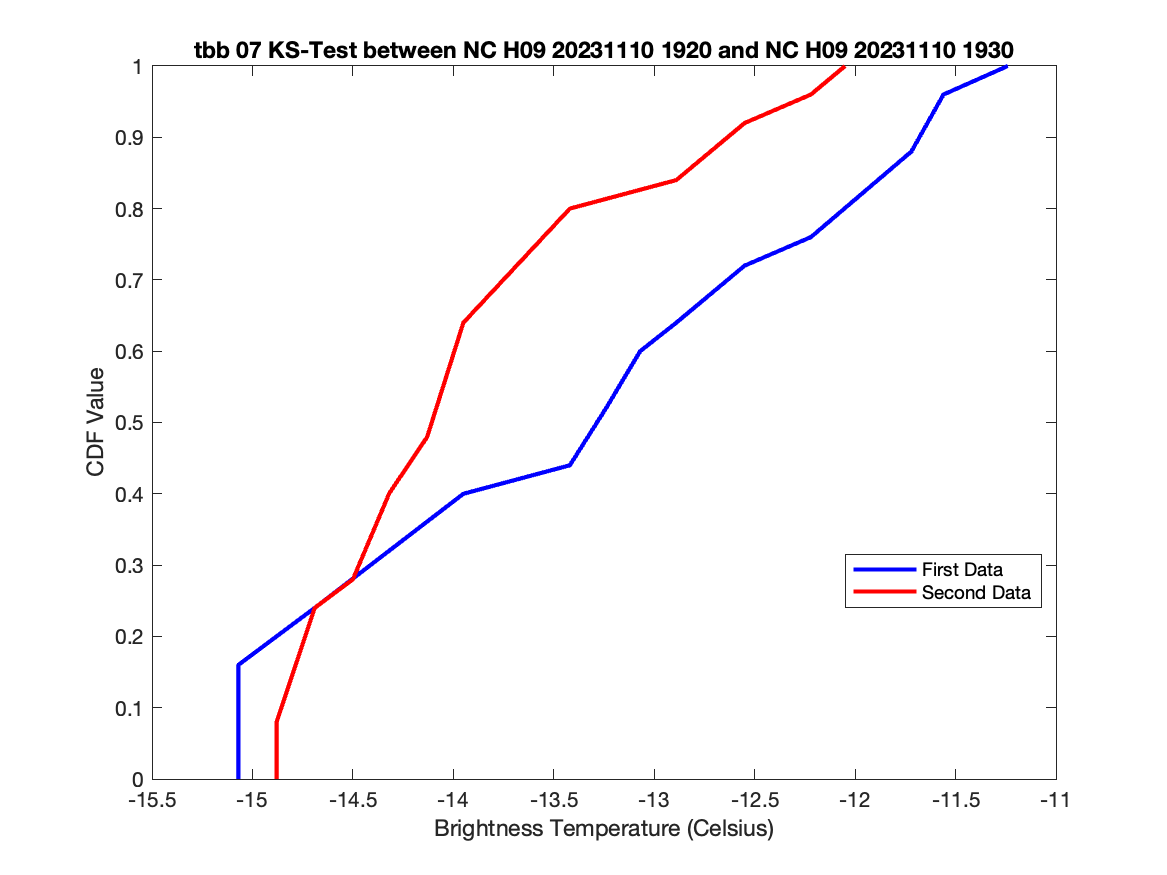 tbb 07 KS-Test between NC H09 20231110 1920 and NC H09 20231110 1930
1
0.9
0.8
0.7
0.6
0.5
0.4
0.3
0.2
0.1
0
CDF Value
First Data
Second Data
-15.5 -15 -14.5 -14 -13.5 -13 -12.5 -12 -11.5 -11
Brightness Temperature (Celsius)